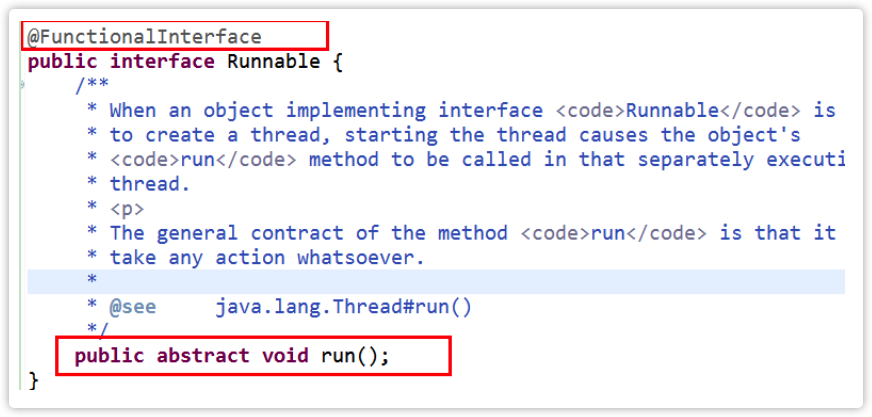 @FunctionalInterface
public interface Runnable {
/**
* When an object implementing interface <code>Runnable</code> is
* to create a thread, starting the thread causes the object's
* <code>run</code> method to be called in that separately executi
* thread.
* <p>
* The general contract of the method <code>run</code> is that it
* take any action whatsoever.
*
* @see java.lang.Thread#run()
*/
public abstract void run();
}